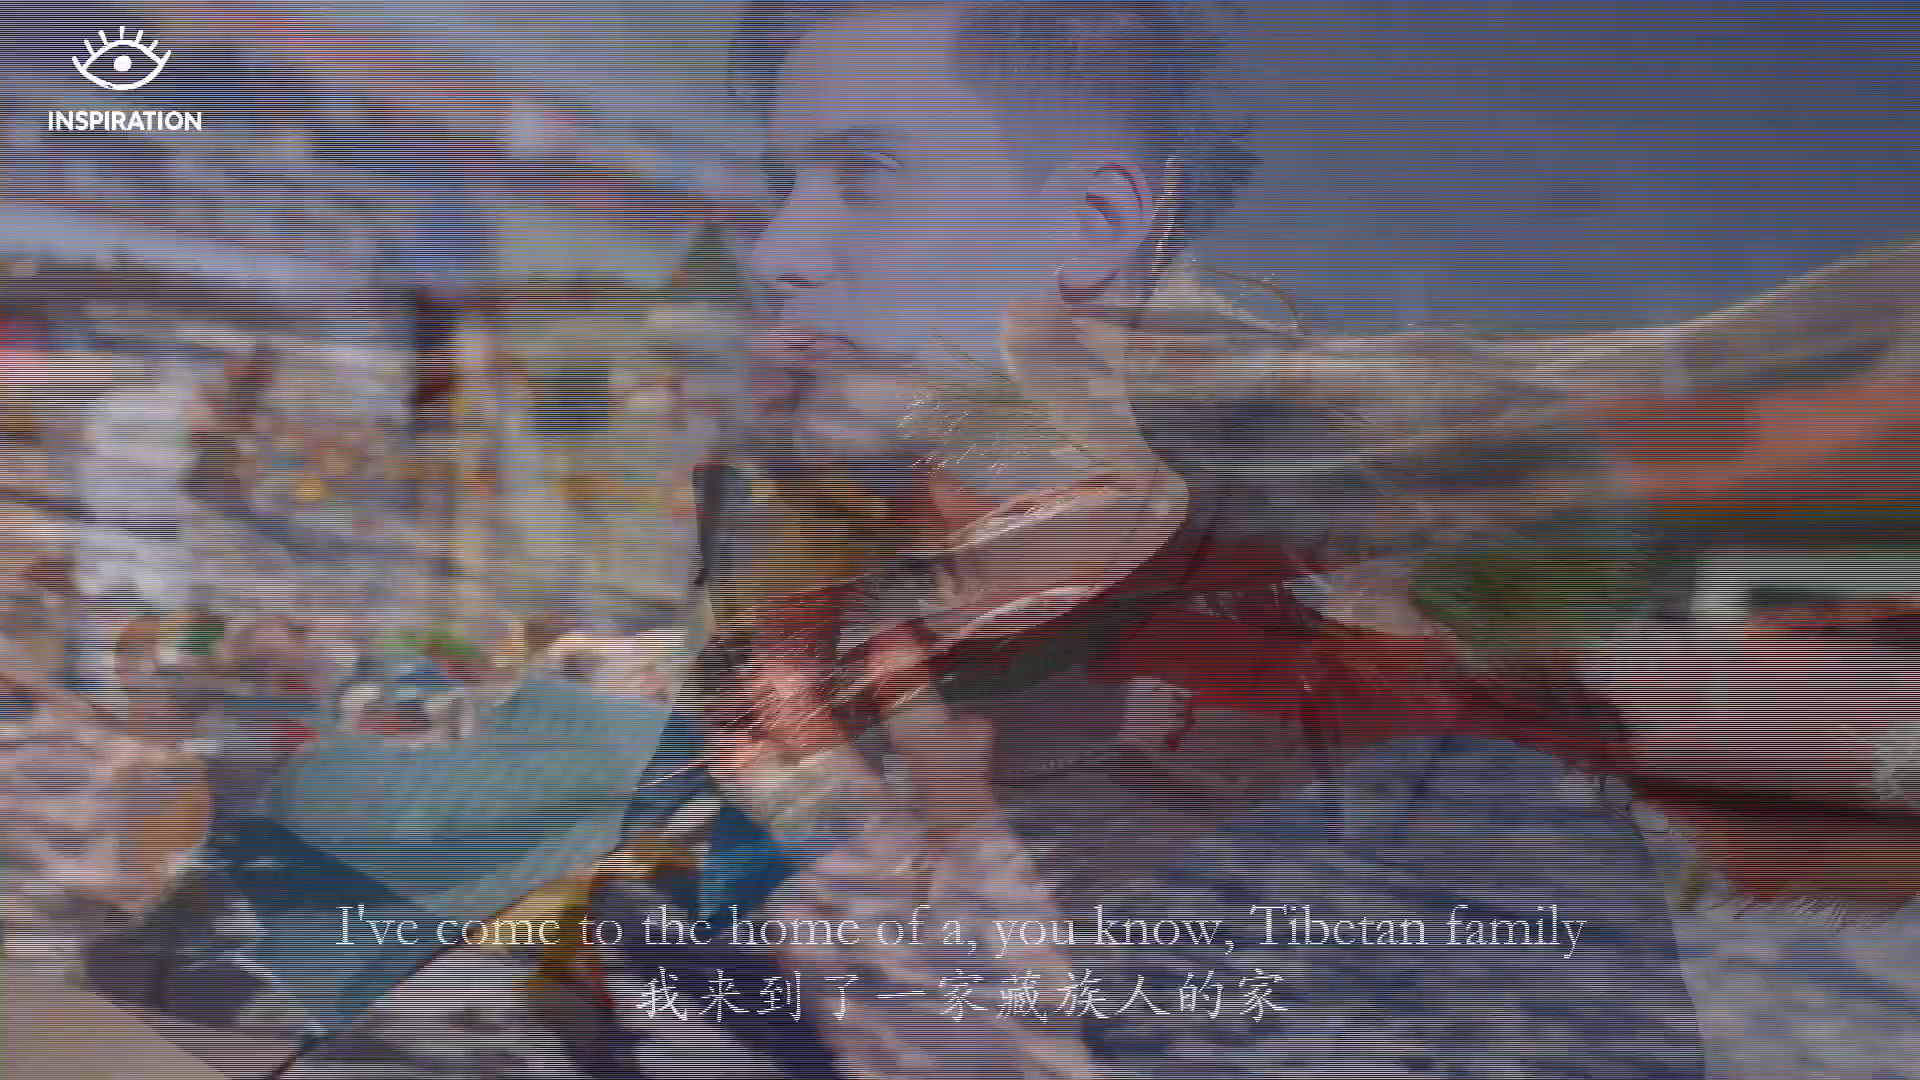 INSPIRATION
I've come to the home of a, you know, Tibetan family
我来到了一家藏族人的家